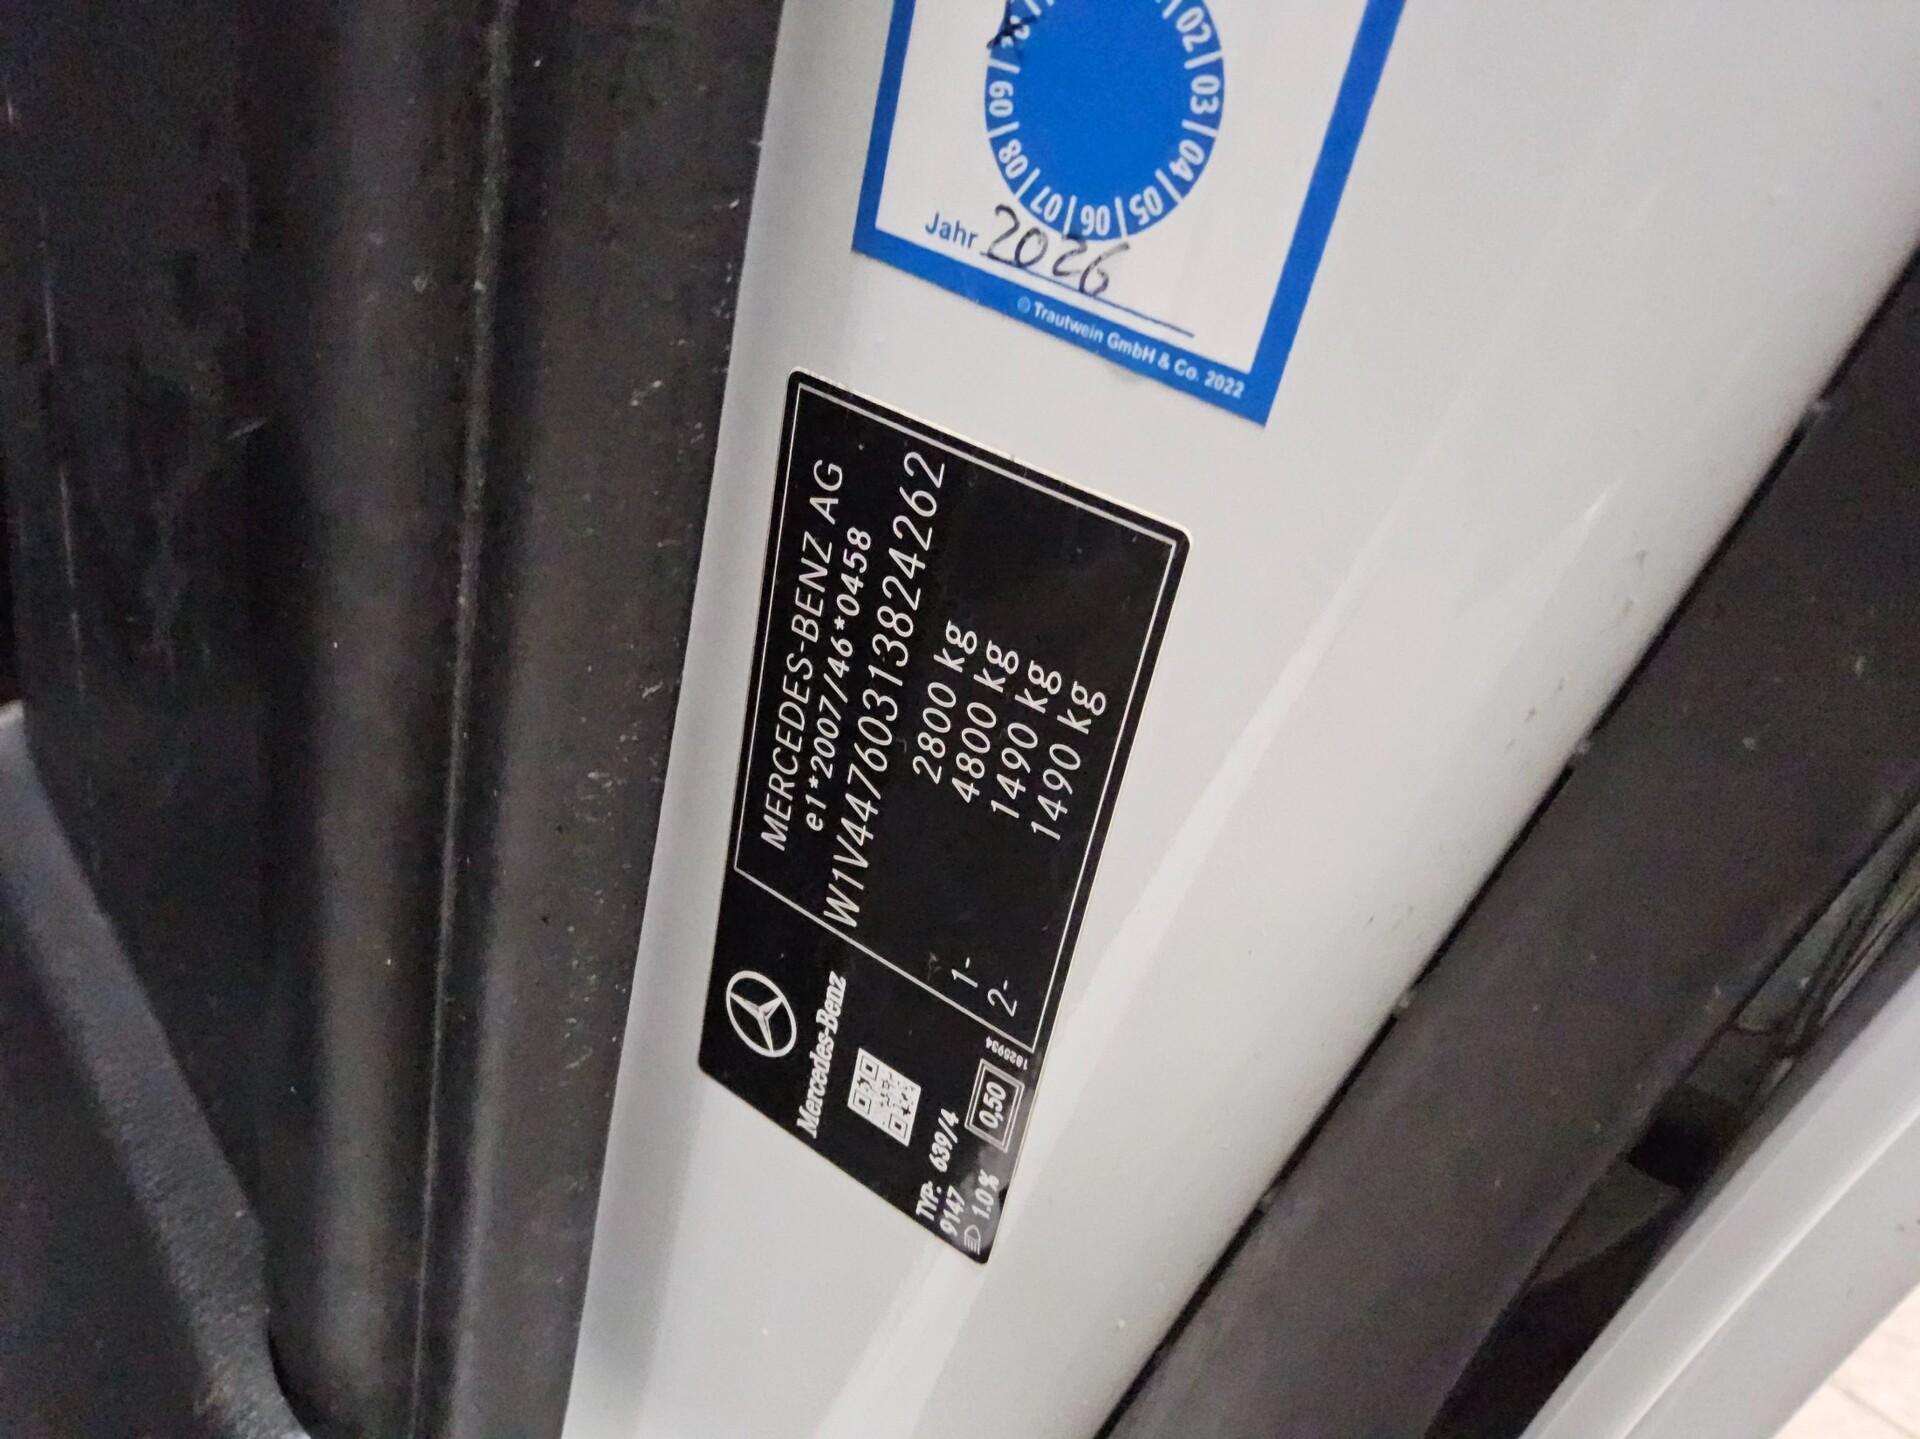 02|03|04|05|06|07|08|09|
Jahr 2026
© Trautwein GmbH & Co. 2022
MERCEDES-BENZ AG
e1*2007/46*0458
W1V44760313824262
2800 kg
4800 kg
1- 1490 kg
2- 1490 kg
Mercedes-Benz
TYP: 639/4
9147
1.0%
0,50
1825934